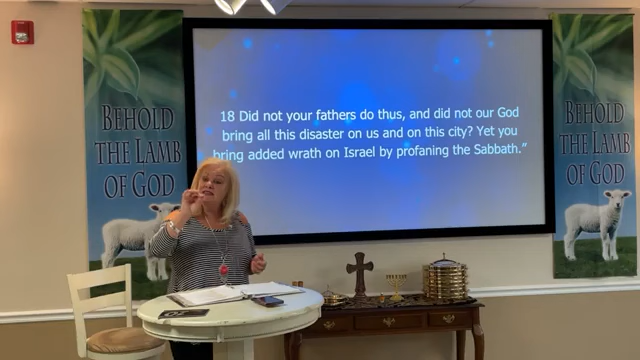 BEHOLD
THE LAMB
OF GOD
18 Did not your fathers do thus, and did not our God
bring all this disaster on us and on this city? Yet you
bring added wrath on Israel by profaning the Sabbath.”
BEHOLD
THE LAMB
OF GOD